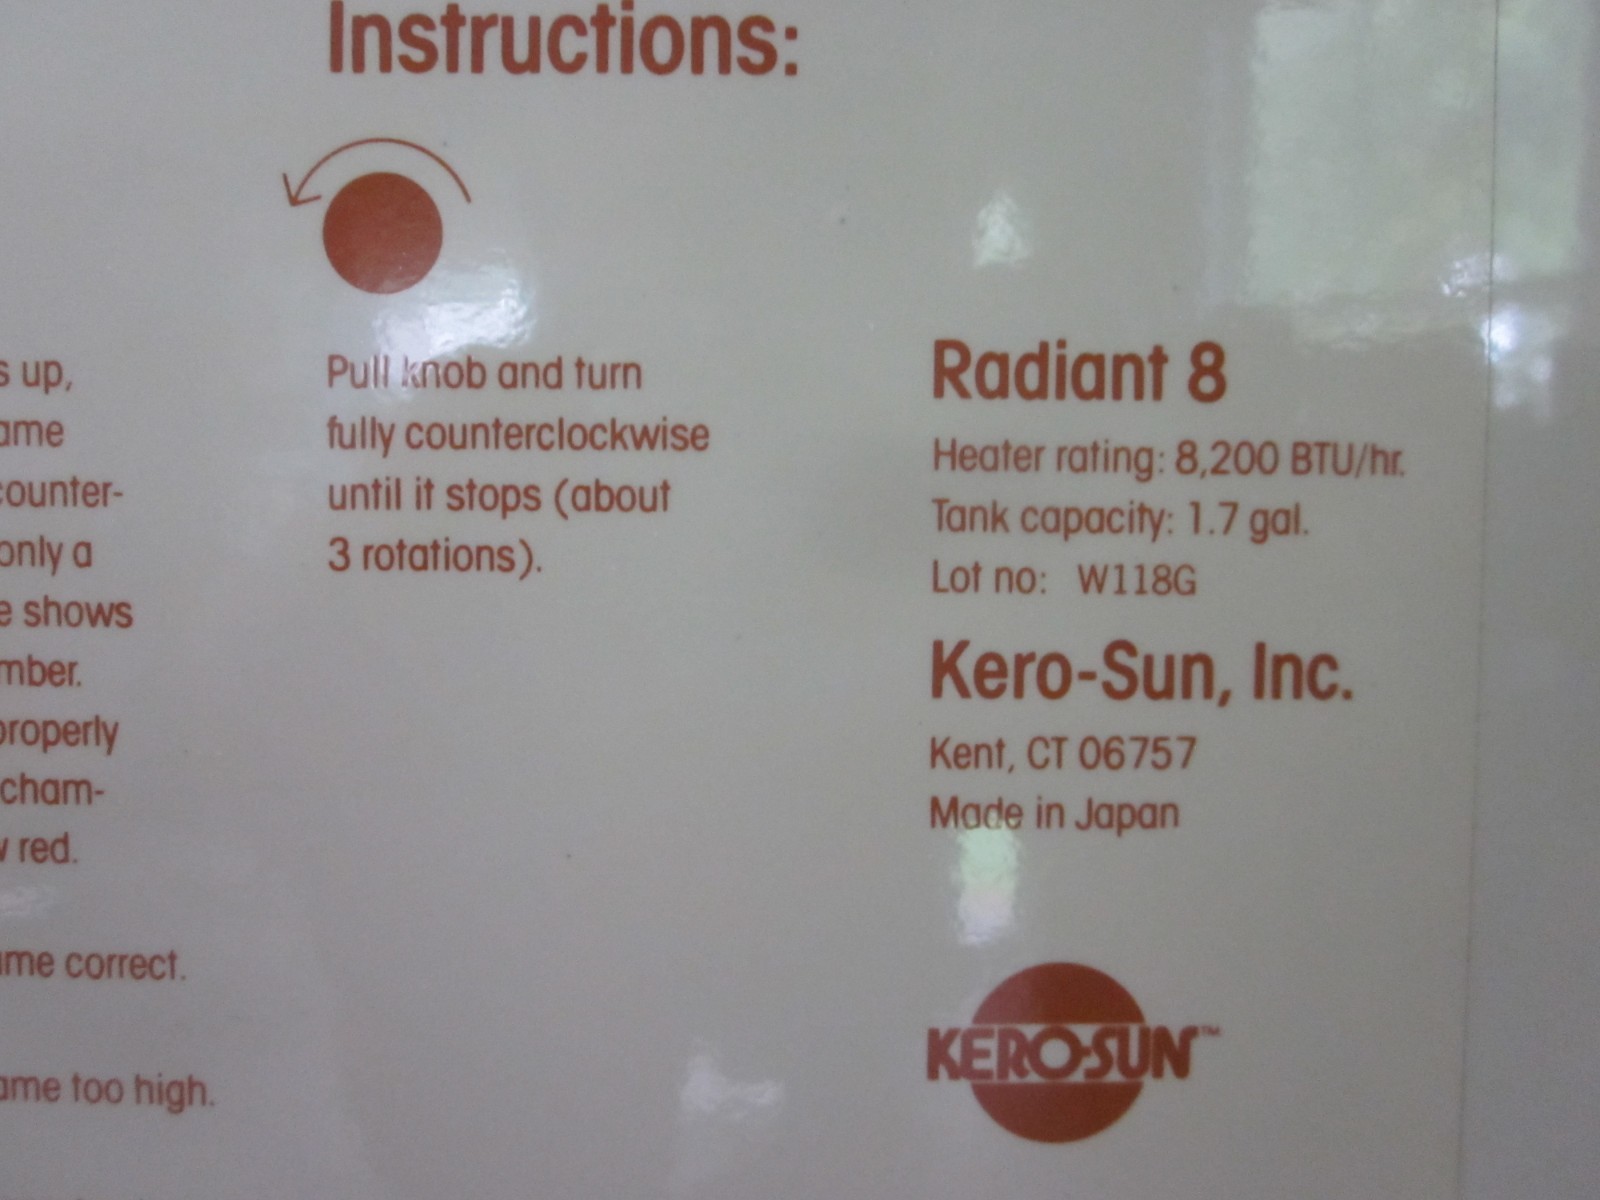 Instructions:
s up,
ame
counter-
only a
e shows
mber.
properly
cham-
w red.
ame correct.
ame too high.
Pull knob and turn
fully counterclockwise
until it stops (about
3 rotations).
Radiant 8
Heater rating: 8,200 BTU/hr.
Tank capacity: 1.7 gal.
Lot no: W118G
Kero-Sun, Inc.
Kent, CT 06757
Made in Japan
KERO-SUN™